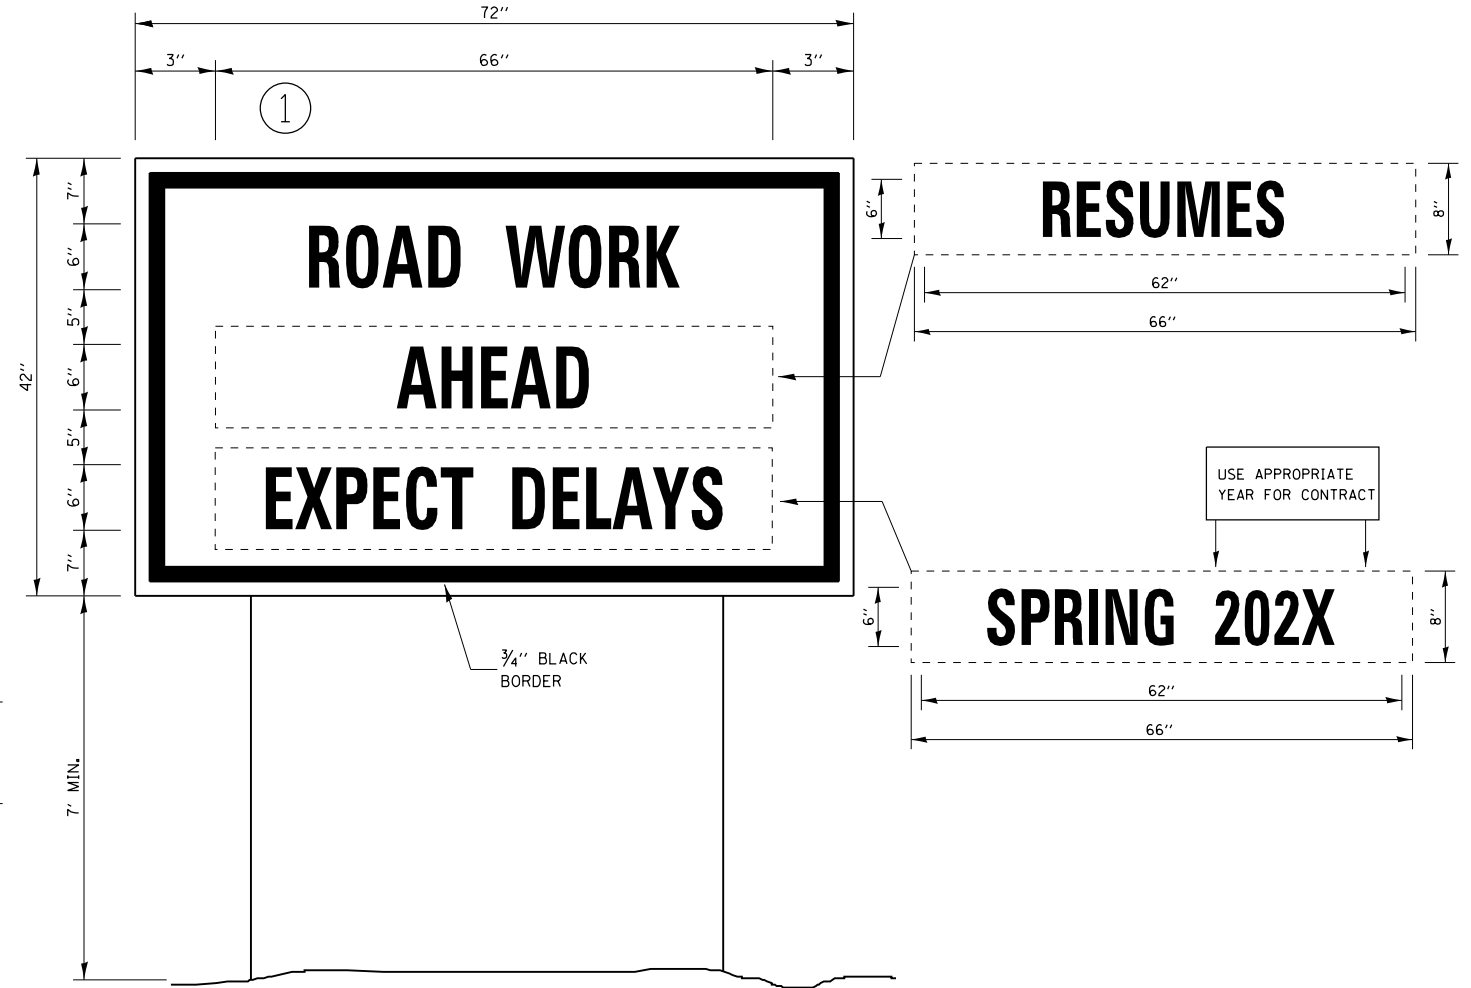 72''
3'' 66'' 3''
1
7''
6''
5''
6''
5''
6''
7''
42''
7' MIN.
ROAD WORK
AHEAD
EXPECT DELAYS
3/4'' BLACK
BORDER
6''
RESUMES
8''
62''
66''
USE APPROPRIATE
YEAR FOR CONTRACT
6''
SPRING 202X
8''
62''
66''